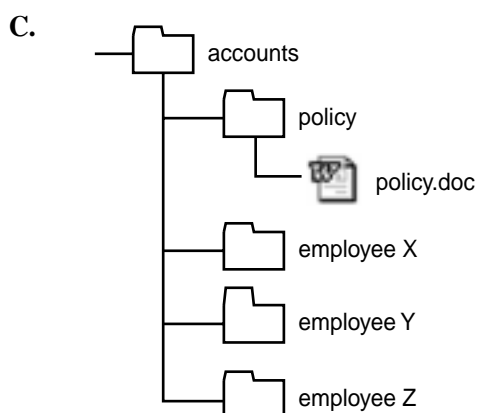 C.
accounts
policy
policy.doc
employee X
employee Y
employee Z